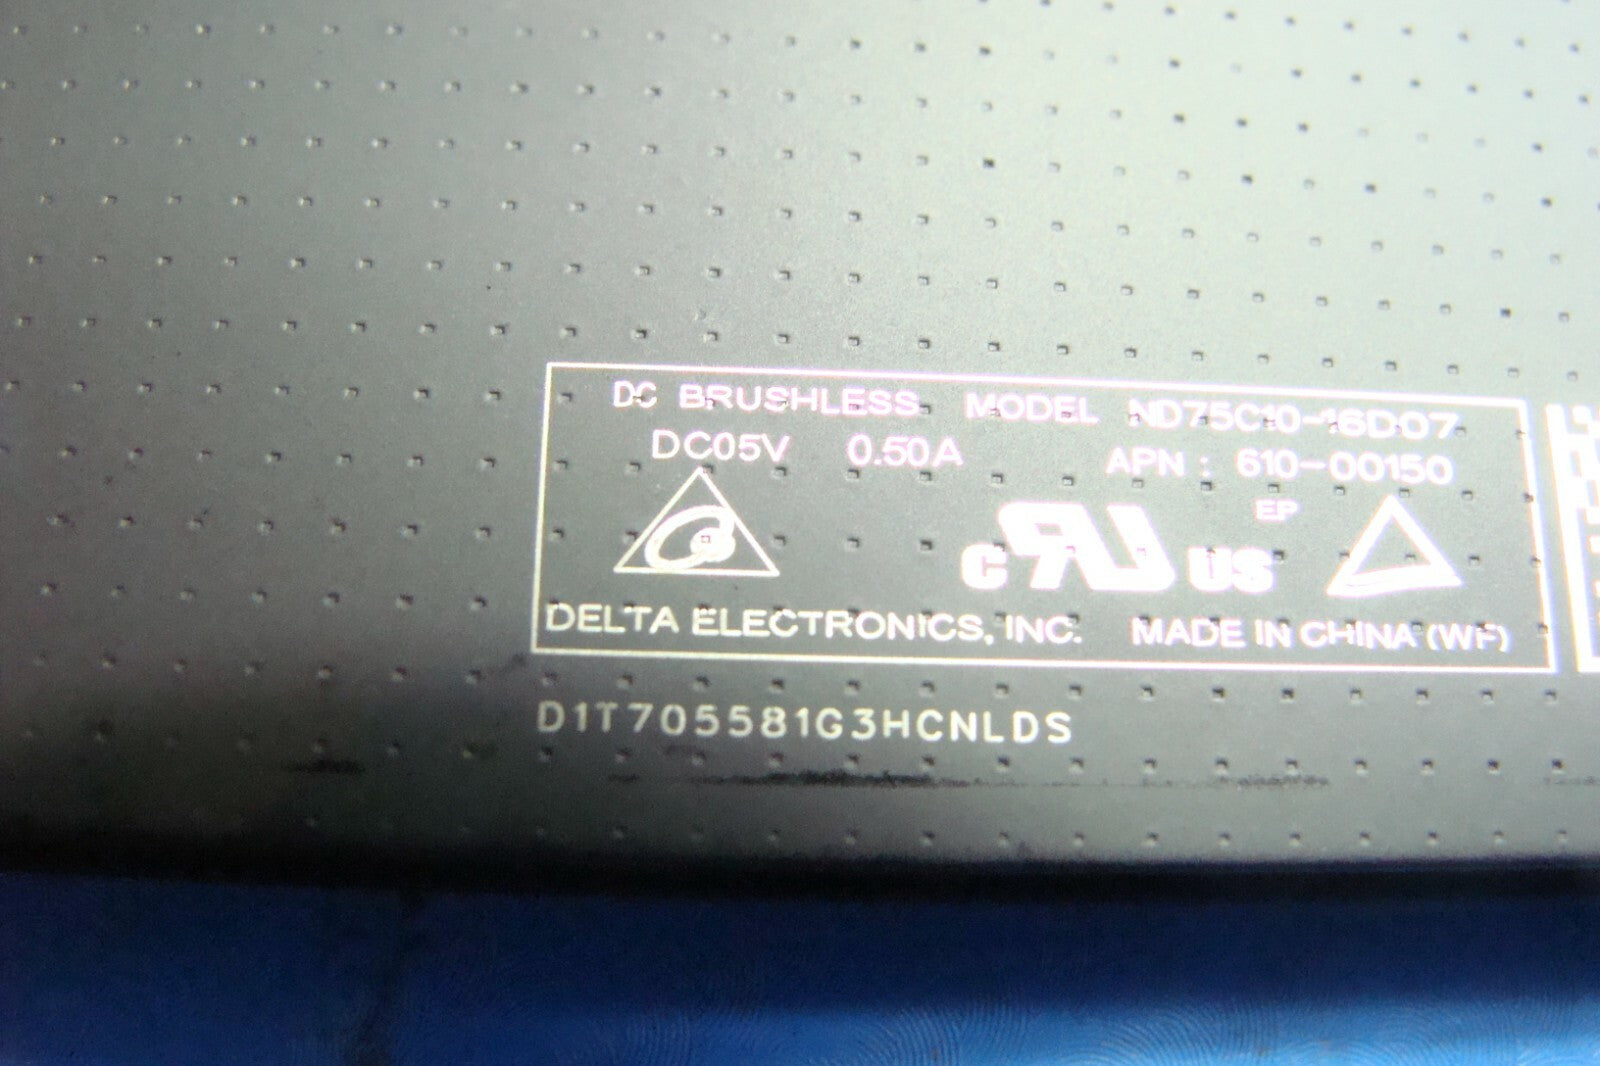 DC BRUSHLESS MODEL ND75C10-16D07
DC05V 0.50A APN : 610-00150
EP
c RU US
DELTA ELECTRONICS, INC. MADE IN CHINA (WF)
D1T705581G3HCNLDS